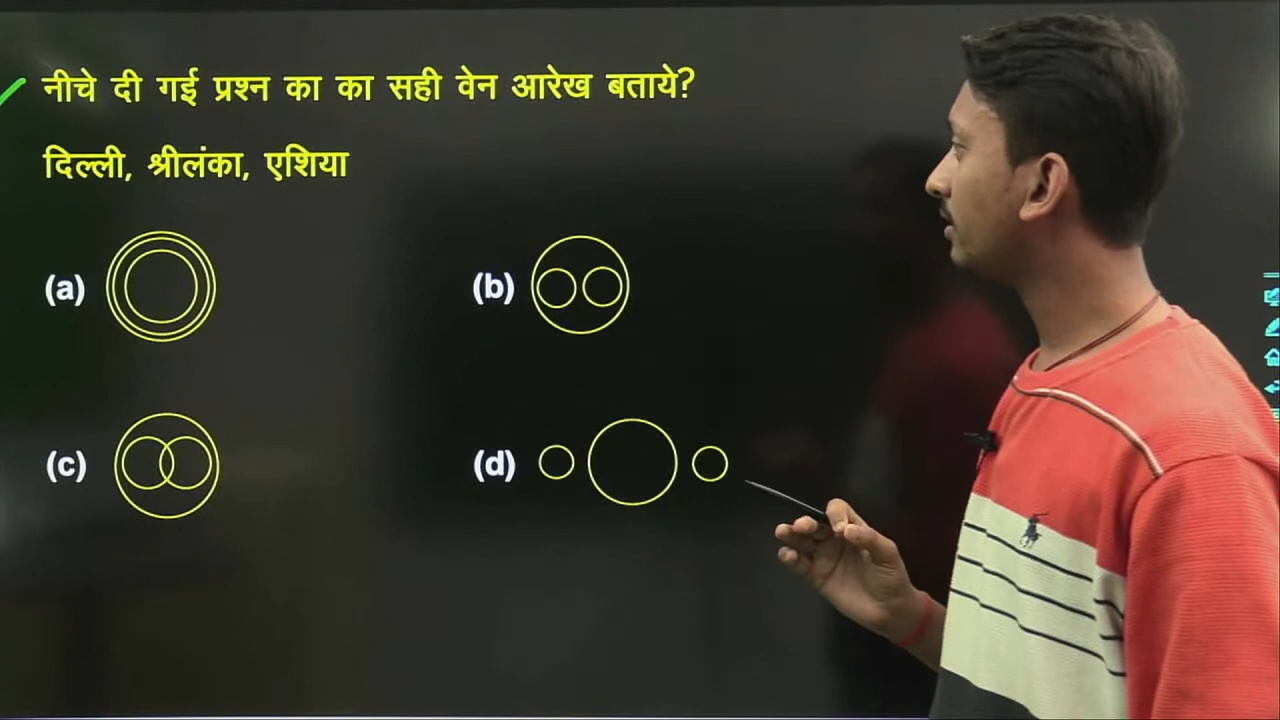 नीचे दी गई प्रश्न का का सही वेन आरेख बताये?
दिल्ली, श्रीलंका, एशिया
(a)
(b)
(c)
(d)